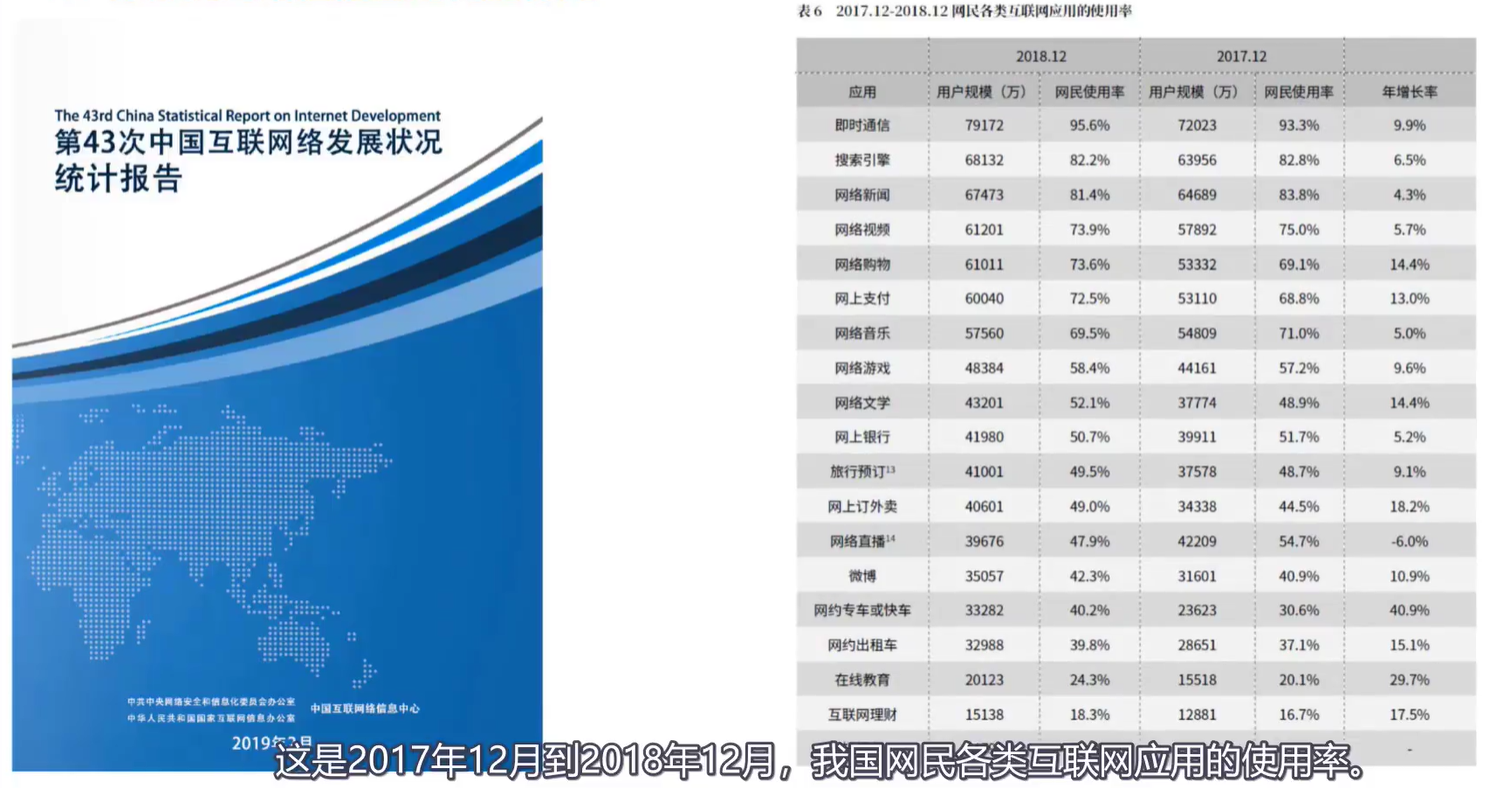 The 43rd China Statistical Report on Internet Development
第43次中国互联网络发展状况
统计报告
中共中央网络安全和信息化委员会办公室
中华人民共和国国家互联网信息办公室
中国互联网络信息中心
2019年2月
表6 2017.12-2018.12 网民各类互联网应用的使用率
2018.12 2017.12
应用 用户规模（万） 网民使用率 用户规模（万） 网民使用率 年增长率
即时通信 79172 95.6% 72023 93.3% 9.9%
搜索引擎 68132 82.2% 63956 82.8% 6.5%
网络新闻 67473 81.4% 64689 83.8% 4.3%
网络视频 61201 73.9% 57892 75.0% 5.7%
网络购物 61011 73.6% 53332 69.1% 14.4%
网上支付 60040 72.5% 53110 68.8% 13.0%
网络音乐 57560 69.5% 54809 71.0% 5.0%
网络游戏 48384 58.4% 44161 57.2% 9.6%
网络文学 43201 52.1% 37774 48.9% 14.4%
网上银行 41980 50.7% 39911 51.7% 5.2%
旅行预订13 41001 49.5% 37578 48.7% 9.1%
网上订外卖 40601 49.0% 34338 44.5% 18.2%
网络直播14 39676 47.9% 42209 54.7% -6.0%
微博 35057 42.3% 31601 40.9% 10.9%
网约专车或快车 33282 40.2% 23623 30.6% 40.9%
网约出租车 32988 39.8% 28651 37.1% 15.1%
在线教育 20123 24.3% 15518 20.1% 29.7%
互联网理财 15138 18.3% 12881 16.7% 17.5%
-
这是2017年12月到2018年12月，我国网民各类互联网应用的使用率。